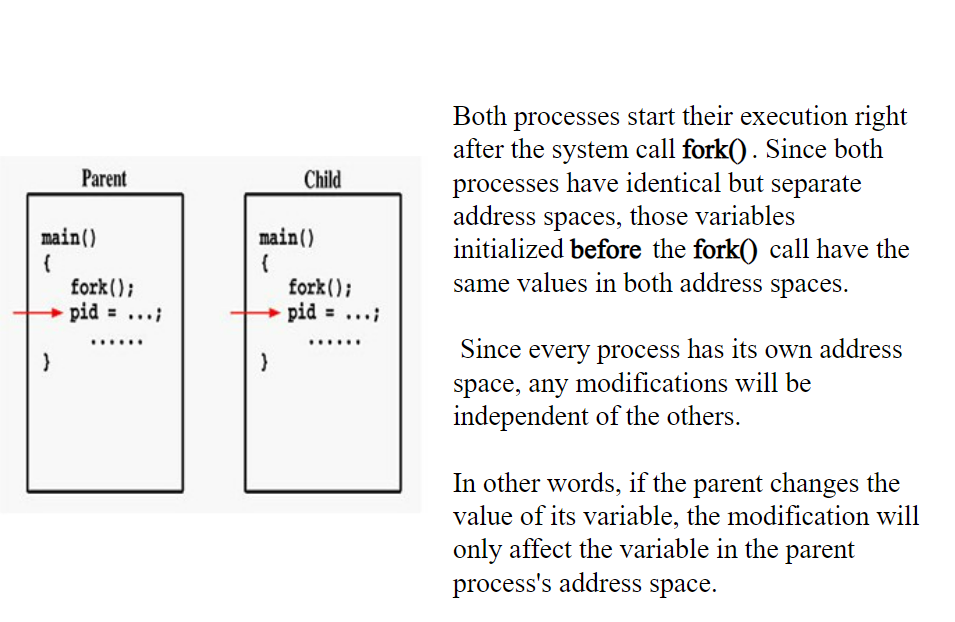 Parent
main()
{
fork();
pid = ...;
......
}
Child
main()
{
fork();
pid = ...;
......
}
Both processes start their execution right
after the system call fork() . Since both
processes have identical but separate
address spaces, those variables
initialized before the fork() call have the
same values in both address spaces.
Since every process has its own address
space, any modifications will be
independent of the others.
In other words, if the parent changes the
value of its variable, the modification will
only affect the variable in the parent
process's address space.